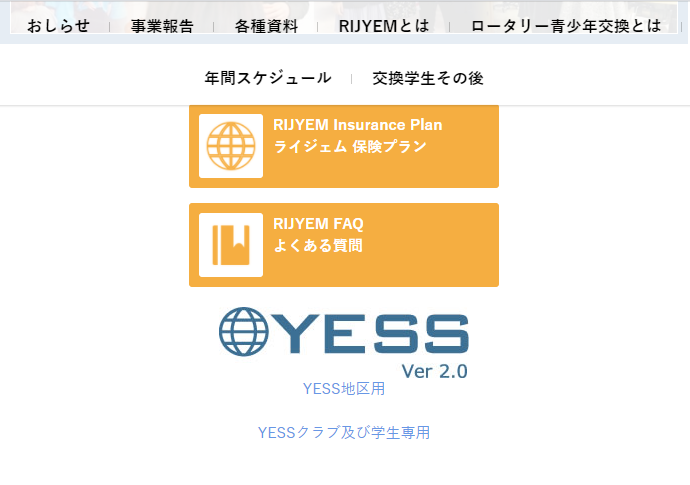 おしらせ 事業報告 各種資料 RIJYEMとは ロータリー青少年交換とは
年間スケジュール 交換学生その後
RIJYEM Insurance Plan
ライジェム 保険プラン
RIJYEM FAQ
よくある質問
YESS
Ver 2.0
YESS地区用
YESSクラブ及び学生専用